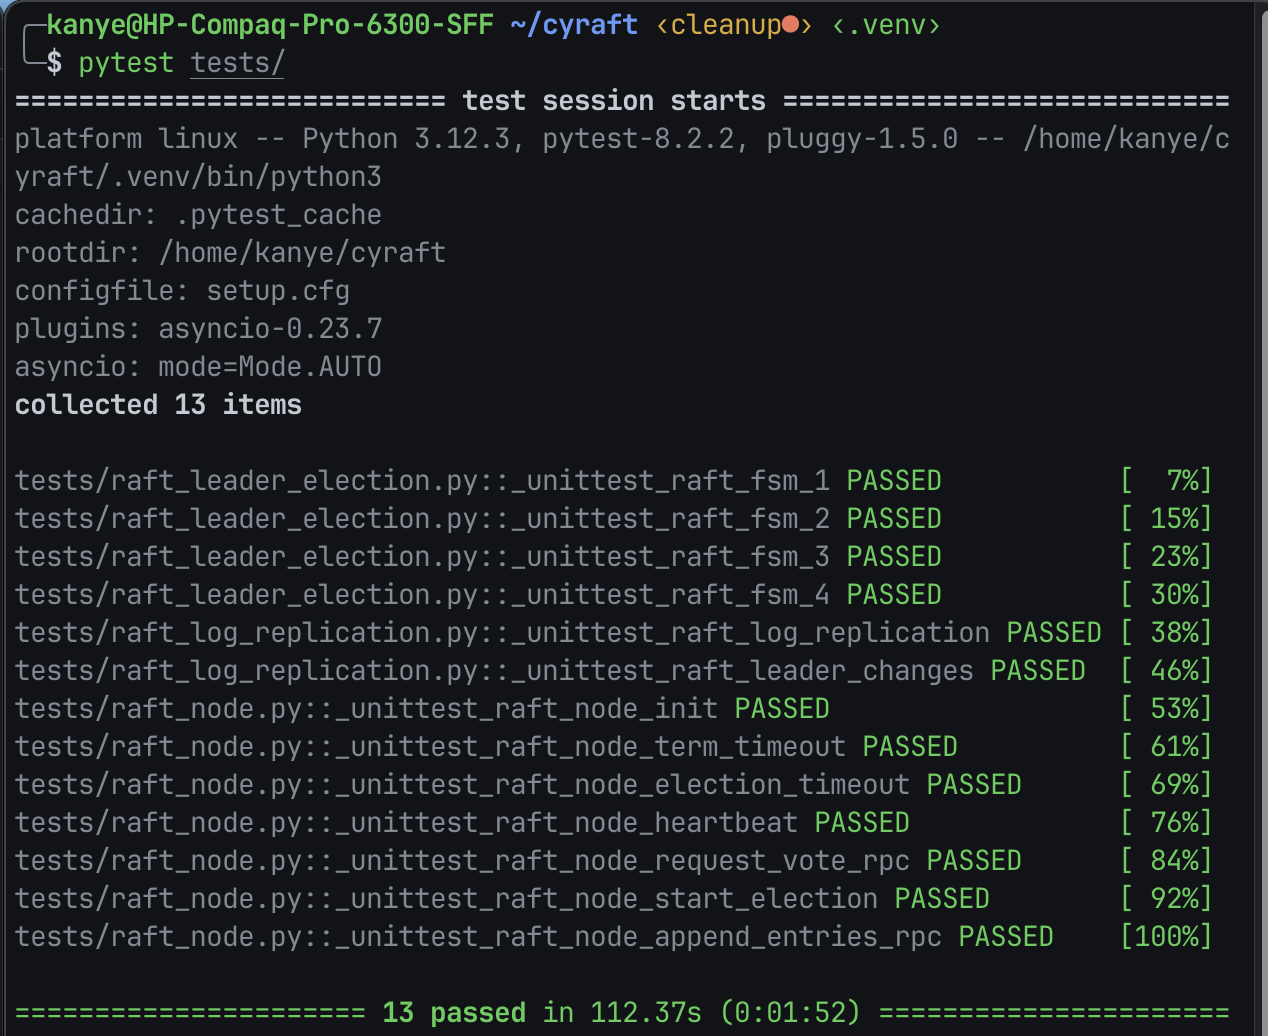 kanye@HP-Compaq-Pro-6300-SFF ~/cyraft ‹cleanup●› ‹.venv›
$ pytest tests/
=========================== test session starts ============================
platform linux -- Python 3.12.3, pytest-8.2.2, pluggy-1.5.0 -- /home/kanye/c
yraft/.venv/bin/python3
cachedir: .pytest_cache
rootdir: /home/kanye/cyraft
configfile: setup.cfg
plugins: asyncio-0.23.7
asyncio: mode=Mode.AUTO
collected 13 items
tests/raft_leader_election.py::_unittest_raft_fsm_1 PASSED           [  7%]
tests/raft_leader_election.py::_unittest_raft_fsm_2 PASSED           [ 15%]
tests/raft_leader_election.py::_unittest_raft_fsm_3 PASSED           [ 23%]
tests/raft_leader_election.py::_unittest_raft_fsm_4 PASSED           [ 30%]
tests/raft_log_replication.py::_unittest_raft_log_replication PASSED [ 38%]
tests/raft_log_replication.py::_unittest_raft_leader_changes PASSED  [ 46%]
tests/raft_node.py::_unittest_raft_node_init PASSED                  [ 53%]
tests/raft_node.py::_unittest_raft_node_term_timeout PASSED          [ 61%]
tests/raft_node.py::_unittest_raft_node_election_timeout PASSED      [ 69%]
tests/raft_node.py::_unittest_raft_node_heartbeat PASSED             [ 76%]
tests/raft_node.py::_unittest_raft_node_request_vote_rpc PASSED      [ 84%]
tests/raft_node.py::_unittest_raft_node_start_election PASSED        [ 92%]
tests/raft_node.py::_unittest_raft_node_append_entries_rpc PASSED    [100%]
====================== 13 passed in 112.37s (0:01:52) ======================